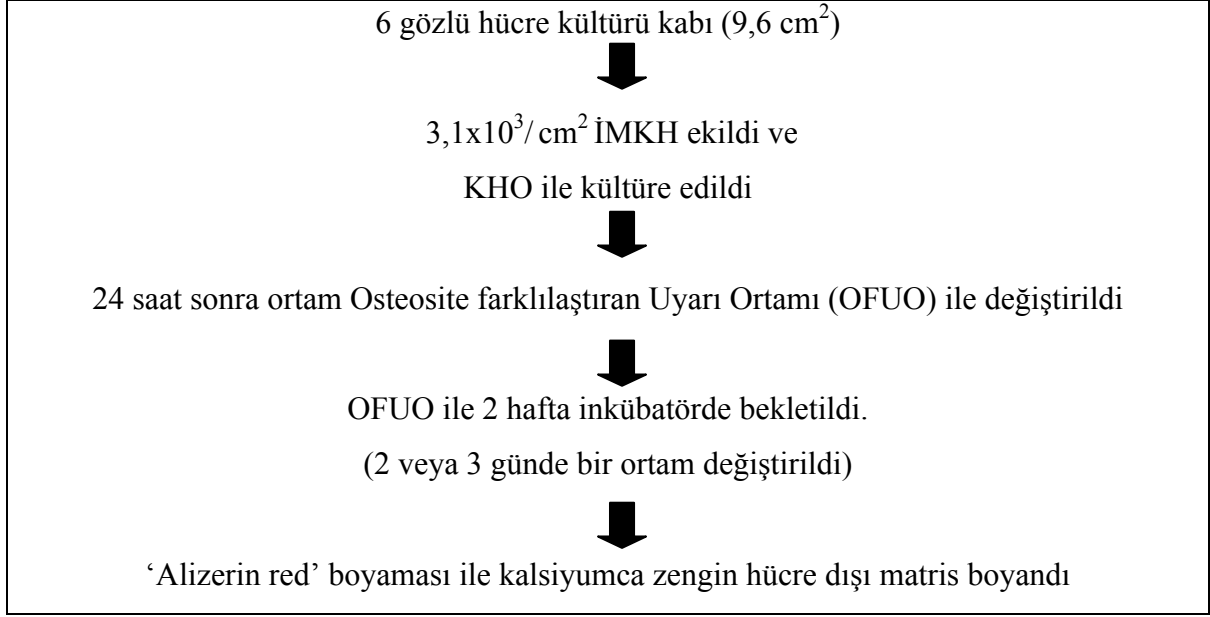 6 gözlü hücre kültürü kabı (9,6 cm²)
3,1x10³/ cm² İMKH ekildi ve
KHO ile kültüre edildi
24 saat sonra ortam Osteosite farklılaştıran Uyarı Ortamı (OFUO) ile değiştirildi
OFUO ile 2 hafta inkübatörde bekletildi.
(2 veya 3 günde bir ortam değiştirildi)
‘Alizerin red’ boyaması ile kalsiyumca zengin hücre dışı matris boyandı